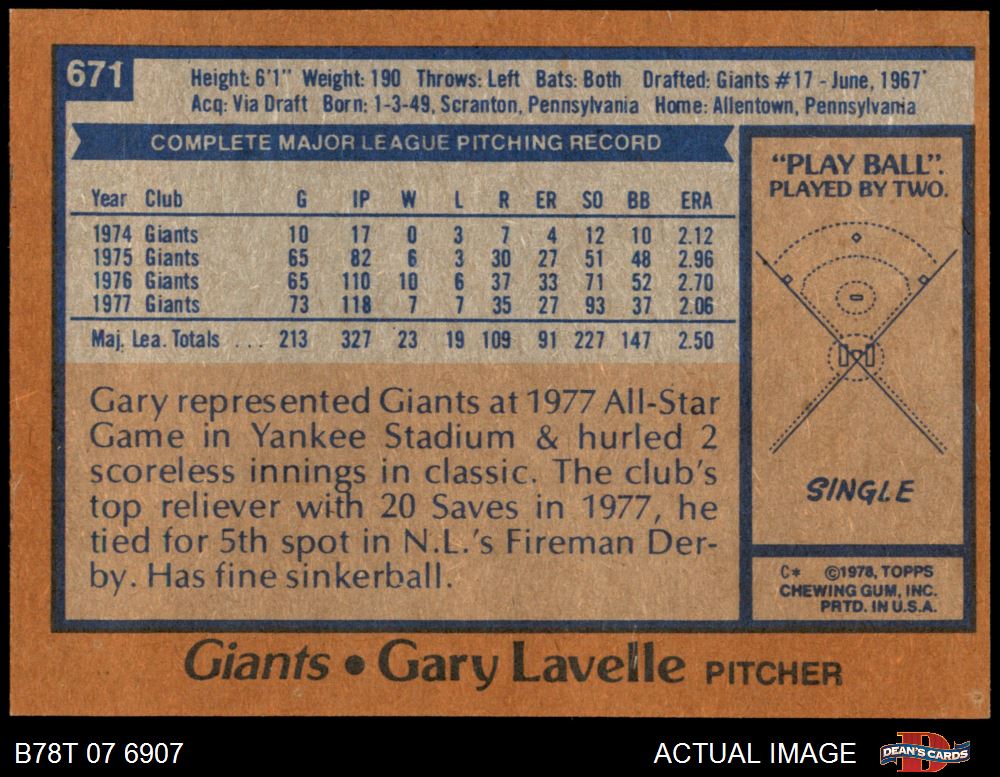 671
Height: 6'1" Weight: 190 Throws: Left Bats: Both Drafted: Giants #17 - June, 1967
Acq: Via Draft Born: 1-3-49, Scranton, Pennsylvania Home: Allentown, Pennsylvania
COMPLETE MAJOR LEAGUE PITCHING RECORD
Year Club G IP W L R ER SO BB ERA
1974 Giants 10 17 0 3 7 4 12 10 2.12
1975 Giants 65 82 6 3 30 27 51 48 2.96
1976 Giants 65 110 10 6 37 33 71 52 2.70
1977 Giants 73 118 7 7 35 27 93 37 2.06
Maj. Lea. Totals ... 213 327 23 19 109 91 227 147 2.50
Gary represented Giants at 1977 All-Star
Game in Yankee Stadium & hurled 2
scoreless innings in classic. The club's
top reliever with 20 Saves in 1977, he
tied for 5th spot in N.L.'s Fireman Der-
by. Has fine sinkerball.
"PLAY BALL".
PLAYED BY TWO.
SINGLE
C* ©1978, TOPPS
CHEWING GUM, INC.
PRTD. IN U.S.A.
Giants • Gary Lavelle PITCHER
B78T 07 6907 ACTUAL IMAGE DEAN'S CARDS